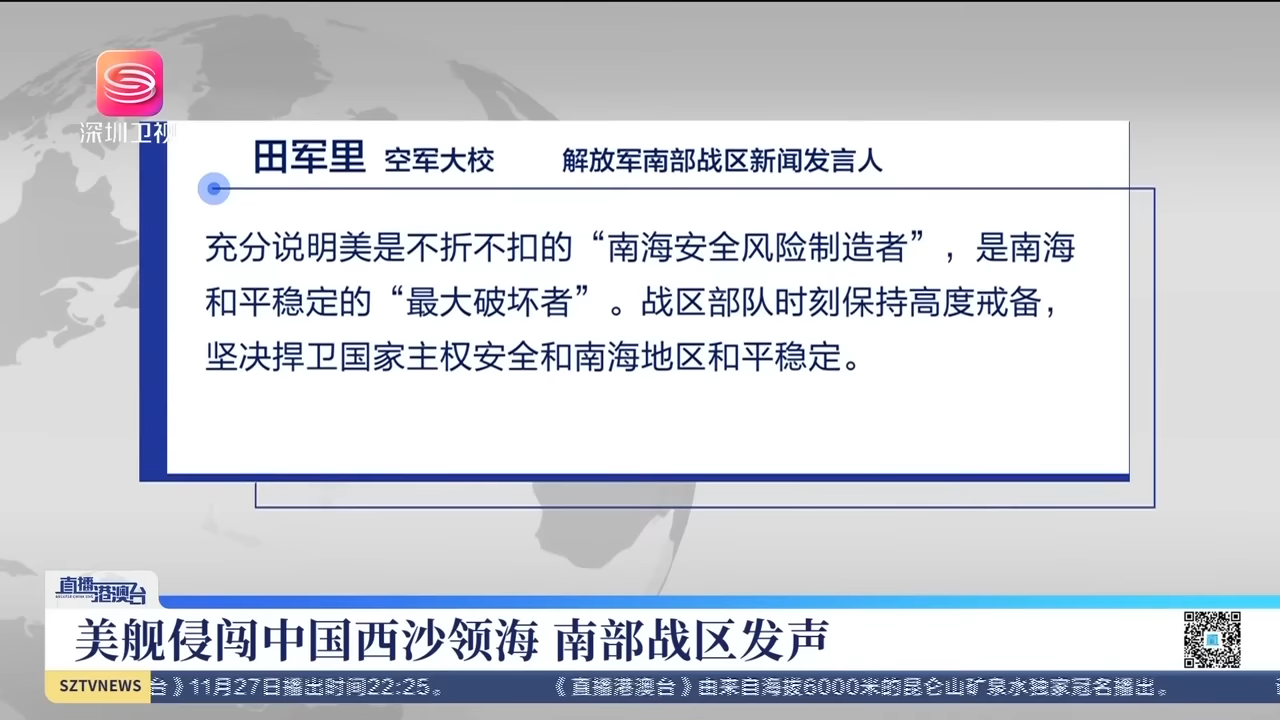 深圳卫视
田军里 空军大校 解放军南部战区新闻发言人
充分说明美是不折不扣的“南海安全风险制造者”，是南海
和平稳定的“最大破坏者”。战区部队时刻保持高度戒备，
坚决捍卫国家主权安全和南海地区和平稳定。
直播港澳台
美舰侵闯中国西沙领海 南部战区发声
SZTVNEWS
台》11月27日播出时间22:25。 《直播港澳台》由来自海拔6000米的昆仑山矿泉水独家冠名播出。